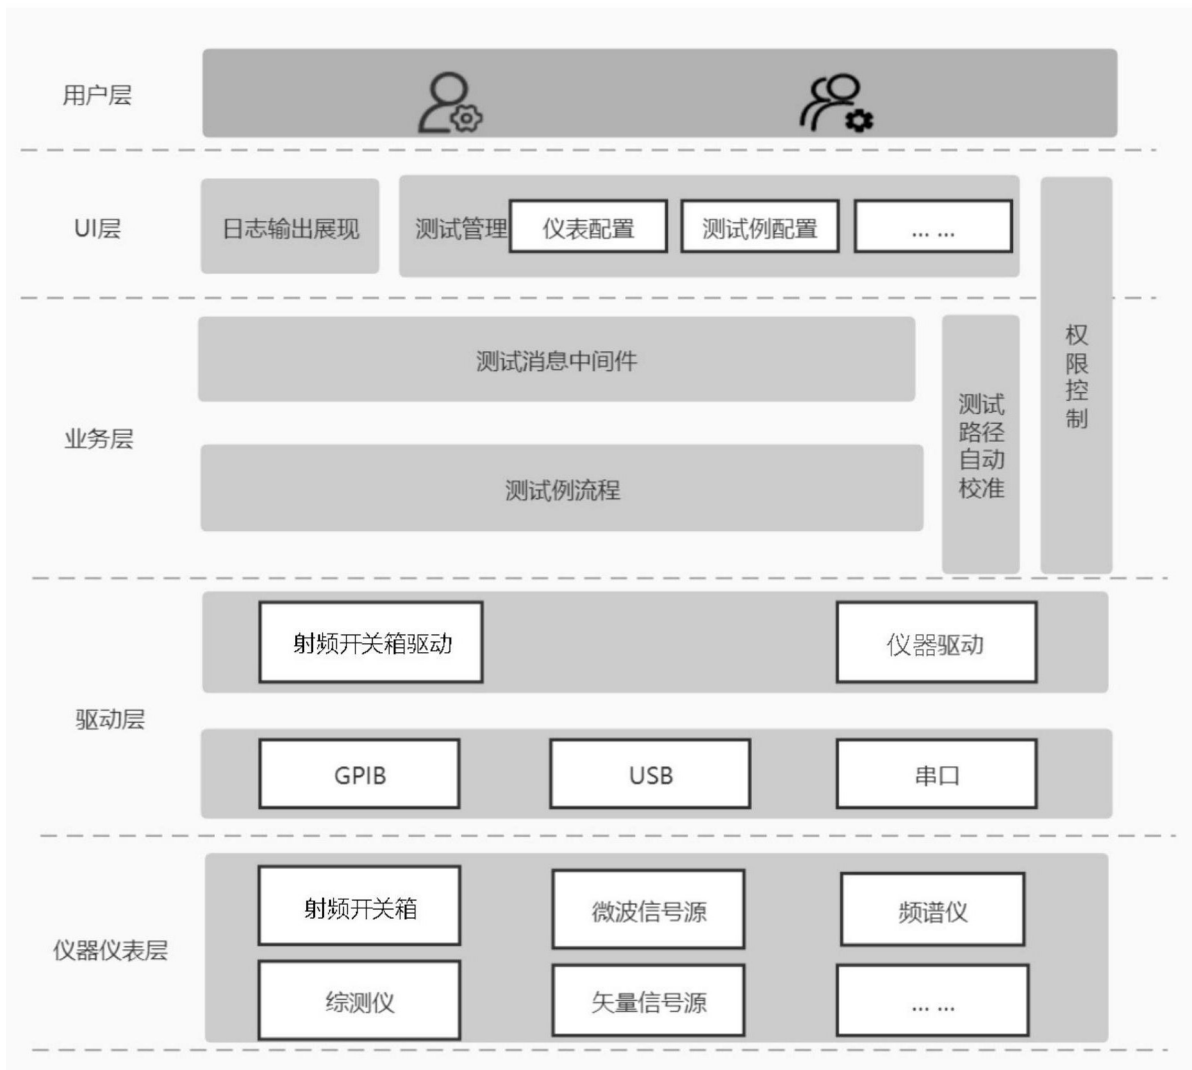 用户层
UI层
日志输出展现
测试管理
仪表配置
测试例配置
... ...
权
限
控
制
业务层
测试消息中间件
测试例流程
测试
路径
自动
校准
驱动层
射频开关箱驱动
仪器驱动
GPIB
USB
串口
仪器仪表层
射频开关箱
微波信号源
频谱仪
综测仪
矢量信号源
... ...